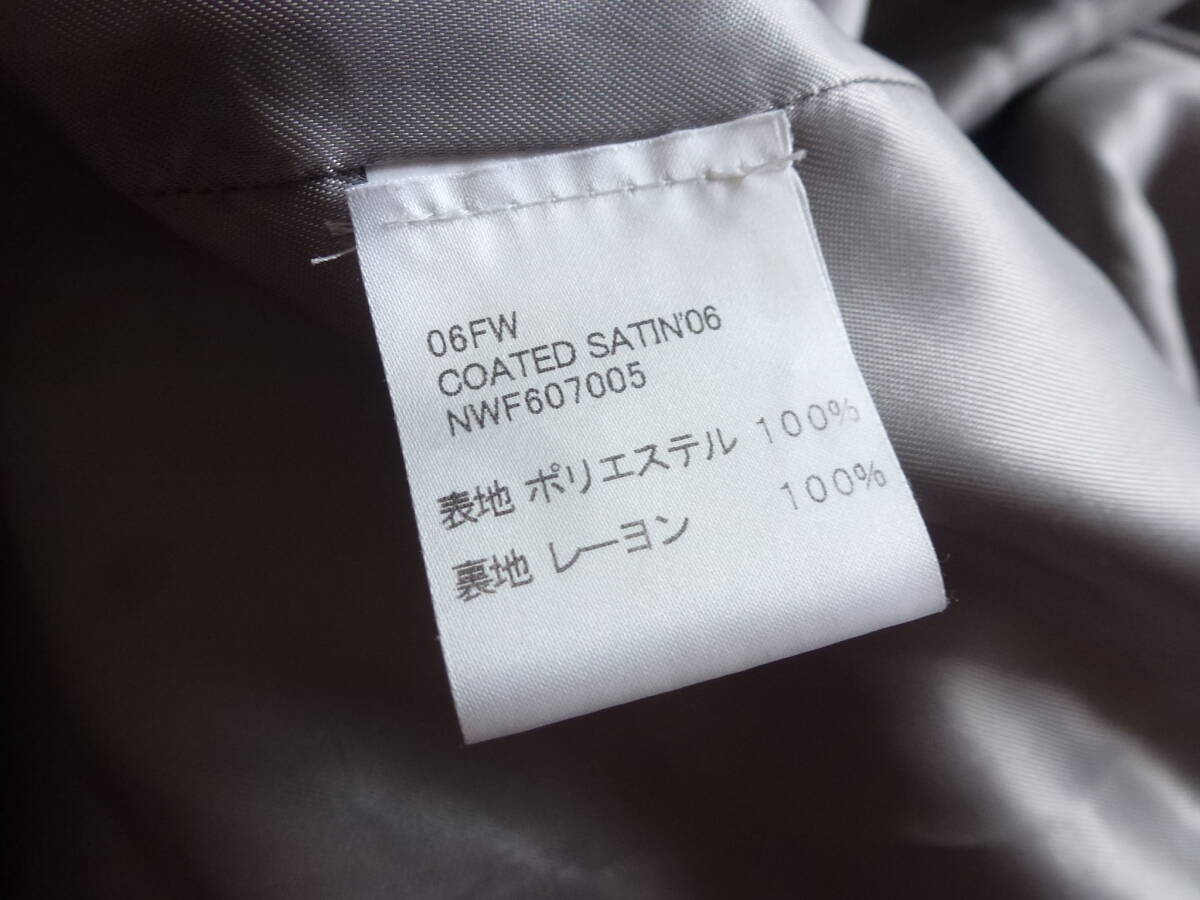 06FW
COATED SATIN'06
NWF607005
表地 ポリエステル 100%
裏地 レーヨン 100%